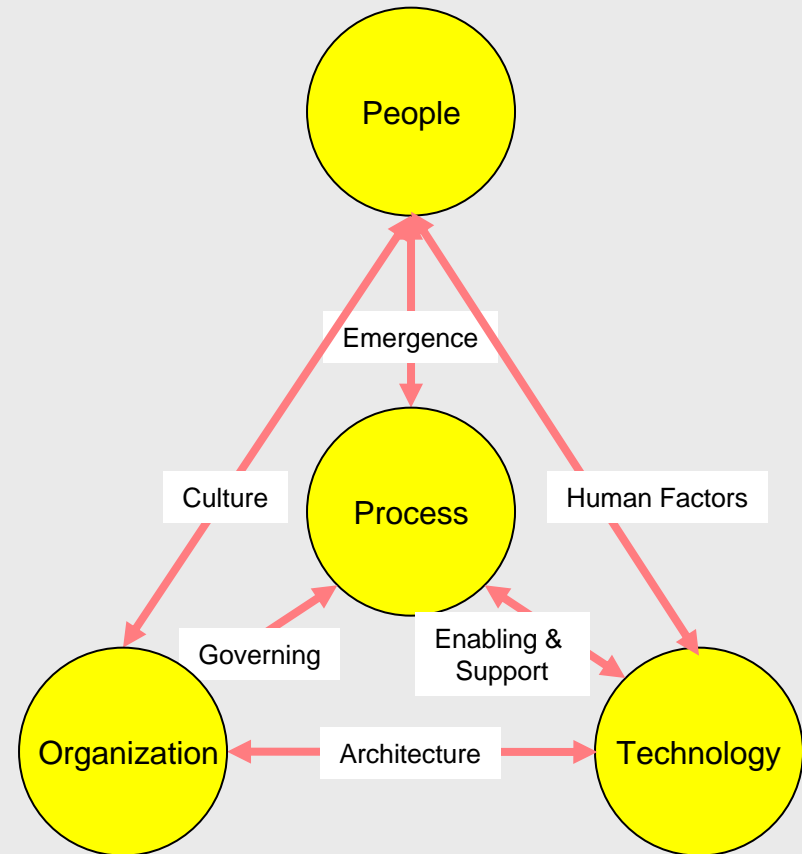 People
Emergence
Culture
Process
Human Factors
Governing
Enabling &
Support
Organization
Architecture
Technology